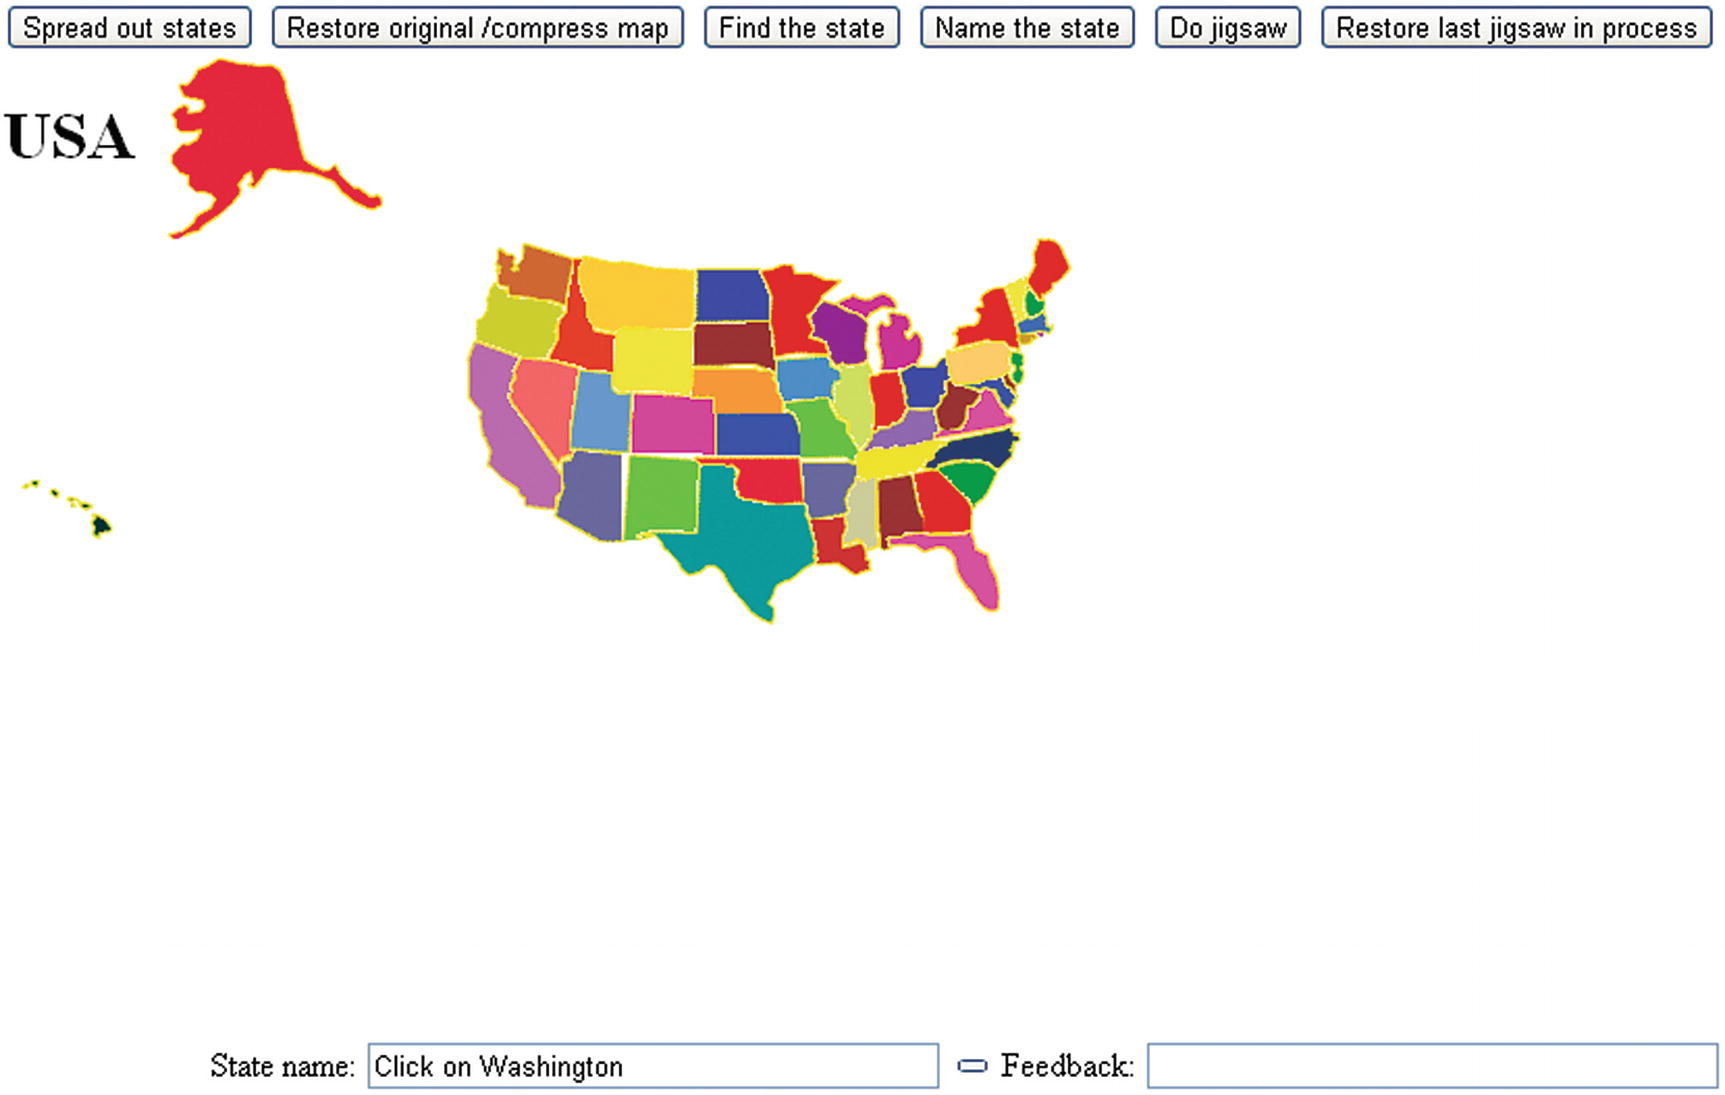 Spread out states Restore original /compress map Find the state Name the state Do jigsaw Restore last jigsaw in process
USA
State name: Click on Washington Feedback: